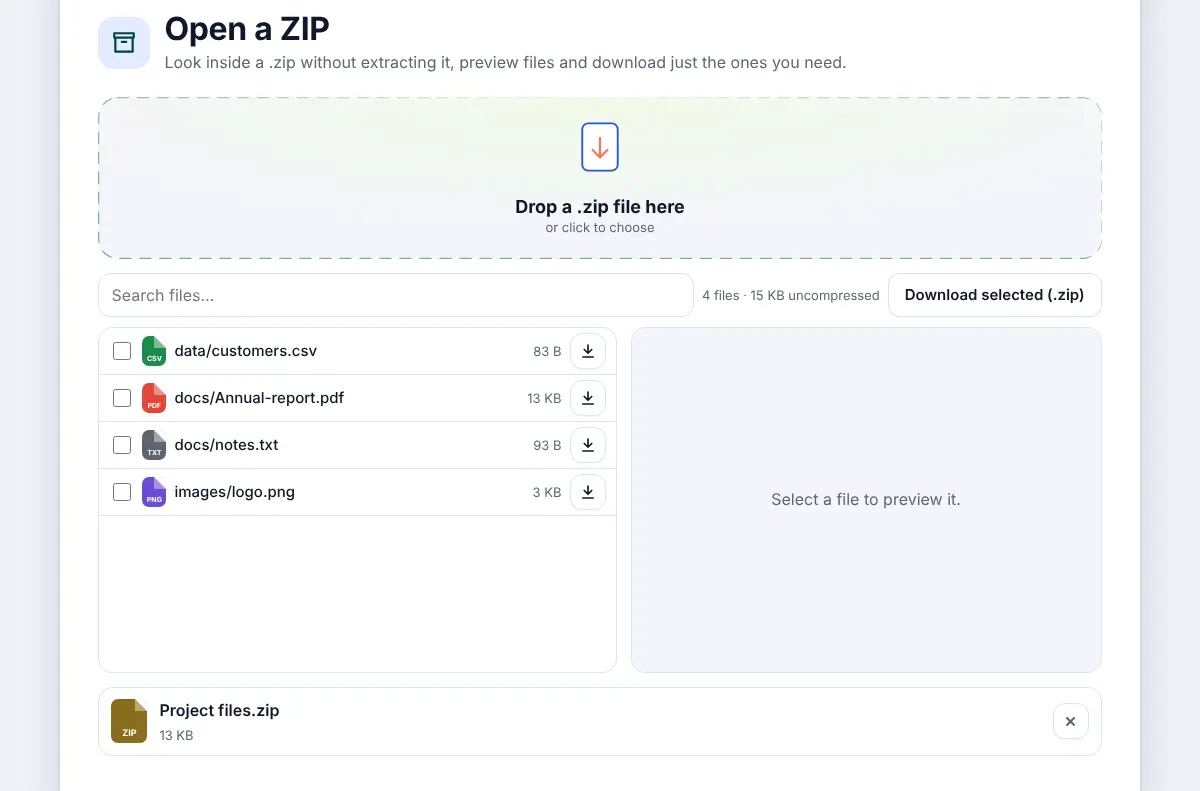 Open a ZIP
Look inside a .zip without extracting it, preview files and download just the ones you need.
Drop a .zip file here
or click to choose
Search files...
4 files · 15 KB uncompressed
Download selected (.zip)
CSV
data/customers.csv
83 B
PDF
docs/Annual-report.pdf
13 KB
TXT
docs/notes.txt
93 B
PNG
images/logo.png
3 KB
Select a file to preview it.
ZIP
Project files.zip
13 KB